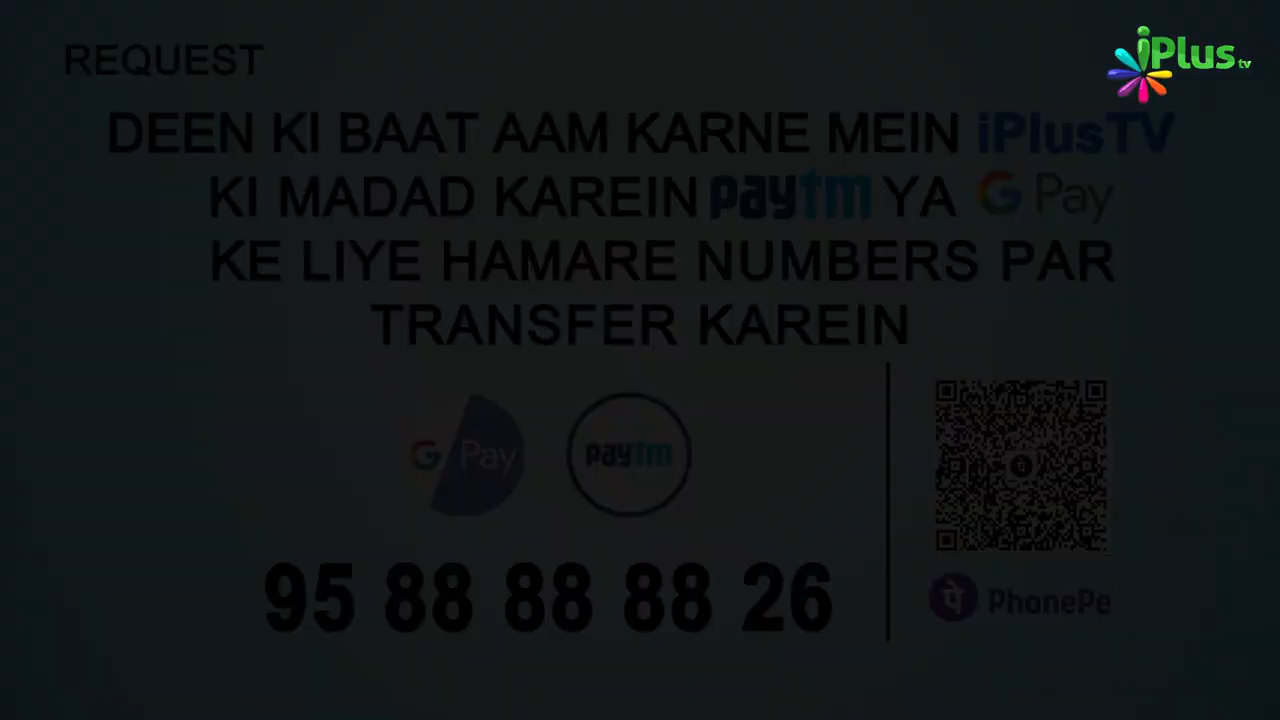 iPlus tv
REQUEST
DEEN KI BAAT AAM KARNE MEIN iPlusTV
KI MADAD KAREIN paytm YA G Pay
KE LIYE HAMARE NUMBERS PAR
TRANSFER KAREIN
G Pay paytm
95 88 88 88 26
पे PhonePe